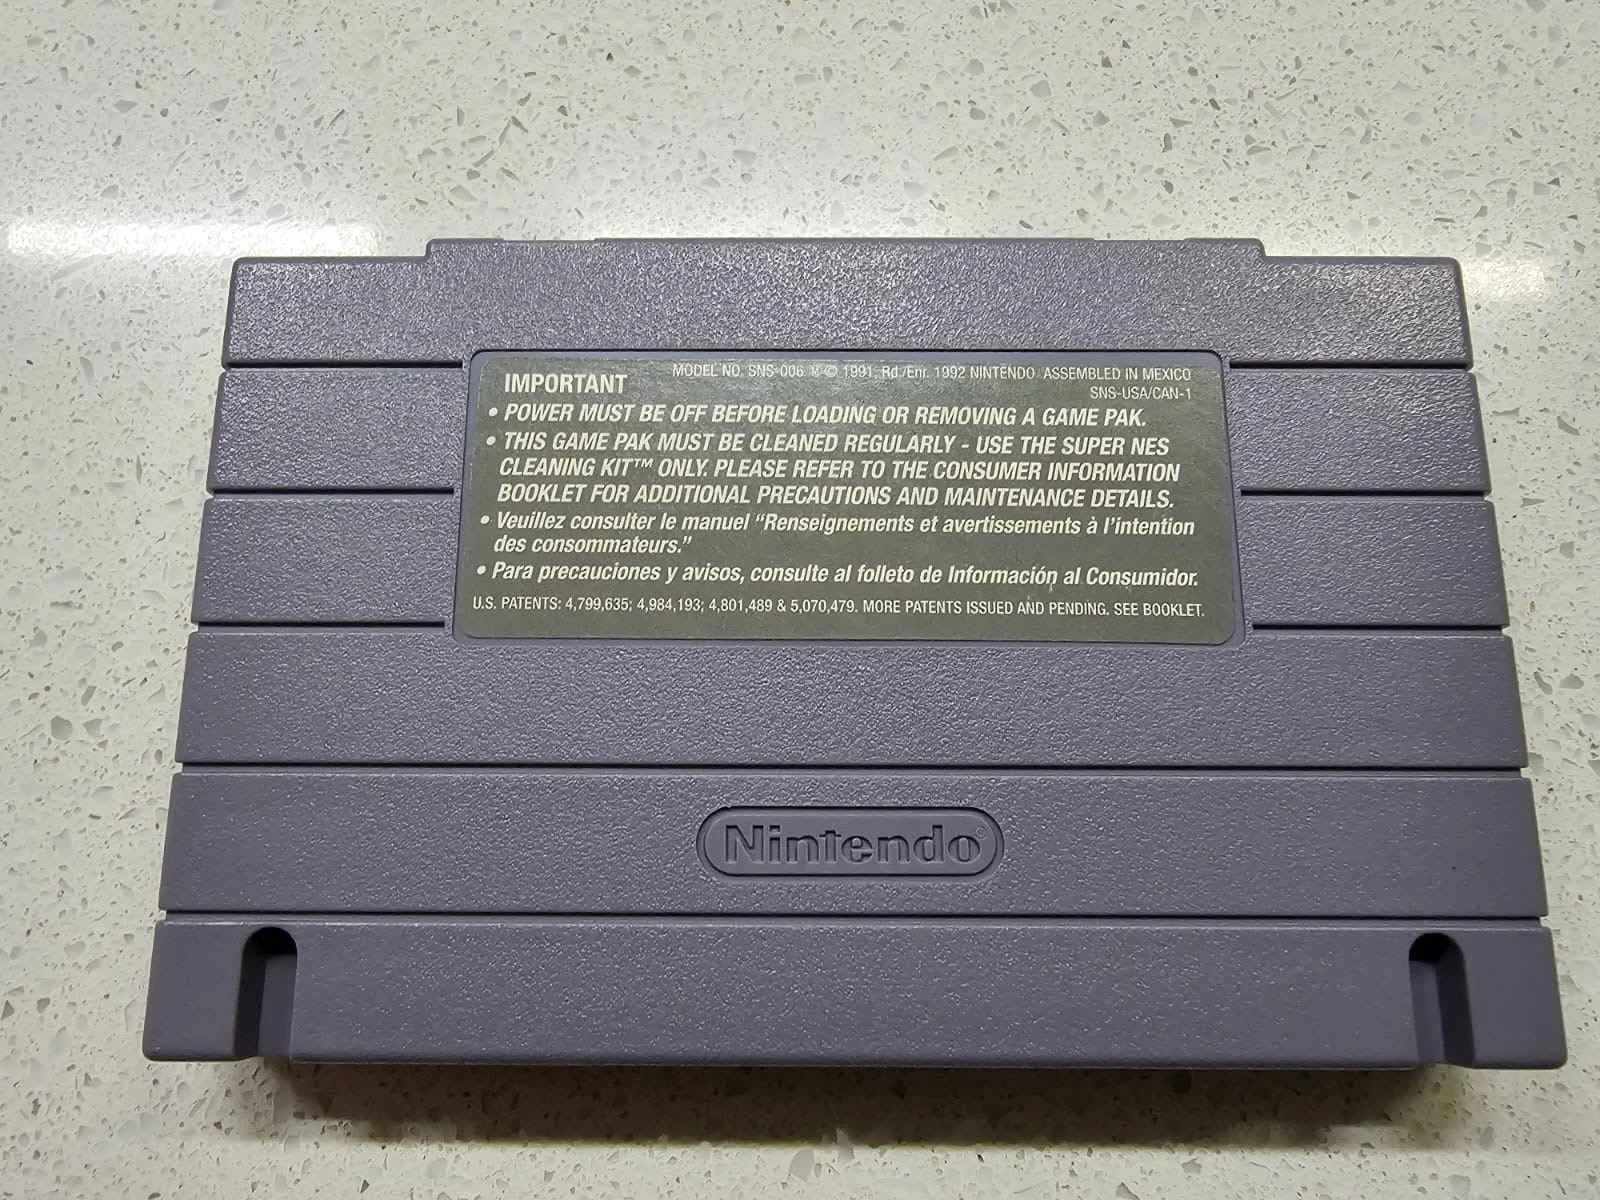 MODEL NO. SNS-006 ™ © 1991, Rd./Enr. 1992 NINTENDO ASSEMBLED IN MEXICO
SNS-USA/CAN-1
IMPORTANT
• POWER MUST BE OFF BEFORE LOADING OR REMOVING A GAME PAK.
• THIS GAME PAK MUST BE CLEANED REGULARLY - USE THE SUPER NES
CLEANING KIT™ ONLY. PLEASE REFER TO THE CONSUMER INFORMATION
BOOKLET FOR ADDITIONAL PRECAUTIONS AND MAINTENANCE DETAILS.
• Veuillez consulter le manuel “Renseignements et avertissements à l’intention
des consommateurs.”
• Para precauciones y avisos, consulte al folleto de Información al Consumidor.
U.S. PATENTS: 4,799,635; 4,984,193; 4,801,489 & 5,070,479. MORE PATENTS ISSUED AND PENDING. SEE BOOKLET.
Nintendo®